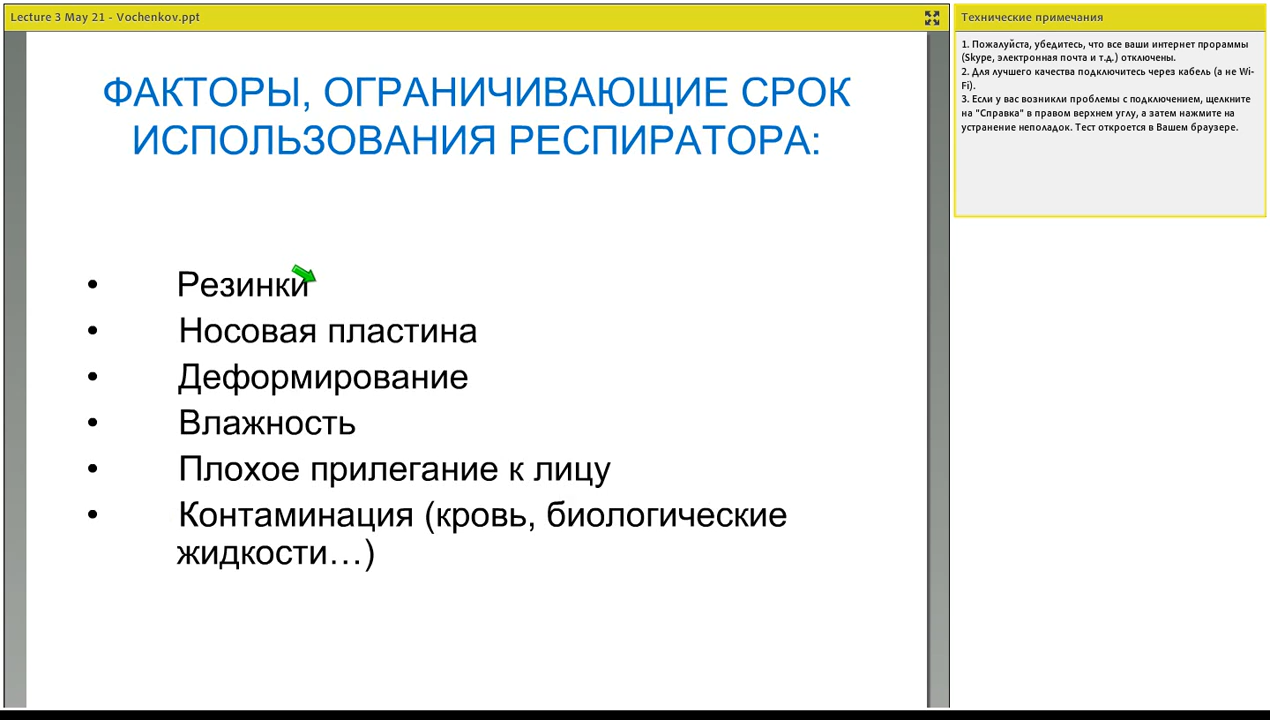 Lecture 3 May 21 - Vochenkov.ppt
ФАКТОРЫ, ОГРАНИЧИВАЮЩИЕ СРОК
ИСПОЛЬЗОВАНИЯ РЕСПИРАТОРА:
• Резинки
• Носовая пластина
• Деформирование
• Влажность
• Плохое прилегание к лицу
• Контаминация (кровь, биологические
жидкости…)
Технические примечания
1. Пожалуйста, убедитесь, что все ваши интернет прораммы
(Skype, электронная почта и т.д.) отключены.
2. Для лучшего качества подключитесь через кабель (а не Wi-
Fi).
3. Если у вас возникли проблемы с подключением, щелкните
на "Справка" в правом верхнем углу, а затем нажмите на
устранение неполадок. Тест откроется в Вашем браузере.